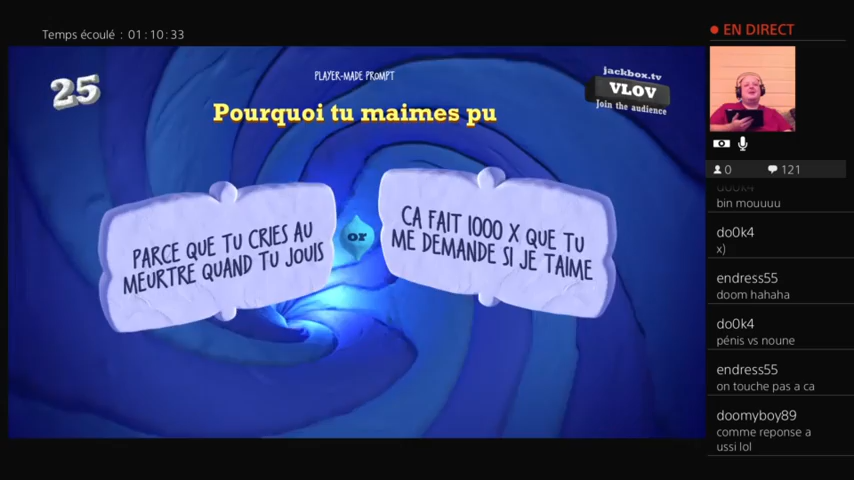 Temps écoulé : 01:10:33
EN DIRECT
25
PLAYER-MADE PROMPT
jackbox.tv
VLOV
Join the audience
Pourquoi tu maimes pu
PARCE QUE TU CRIES AU
MEURTRE QUAND TU JOUIS
or
CA FAIT 1000 X QUE TU
ME DEMANDE SI JE TAIME
0
121
do0k4
bin mouuuu
do0k4
x)
endress55
doom hahaha
do0k4
pénis vs noune
endress55
on touche pas a ca
doomyboy89
comme reponse a
ussi lol